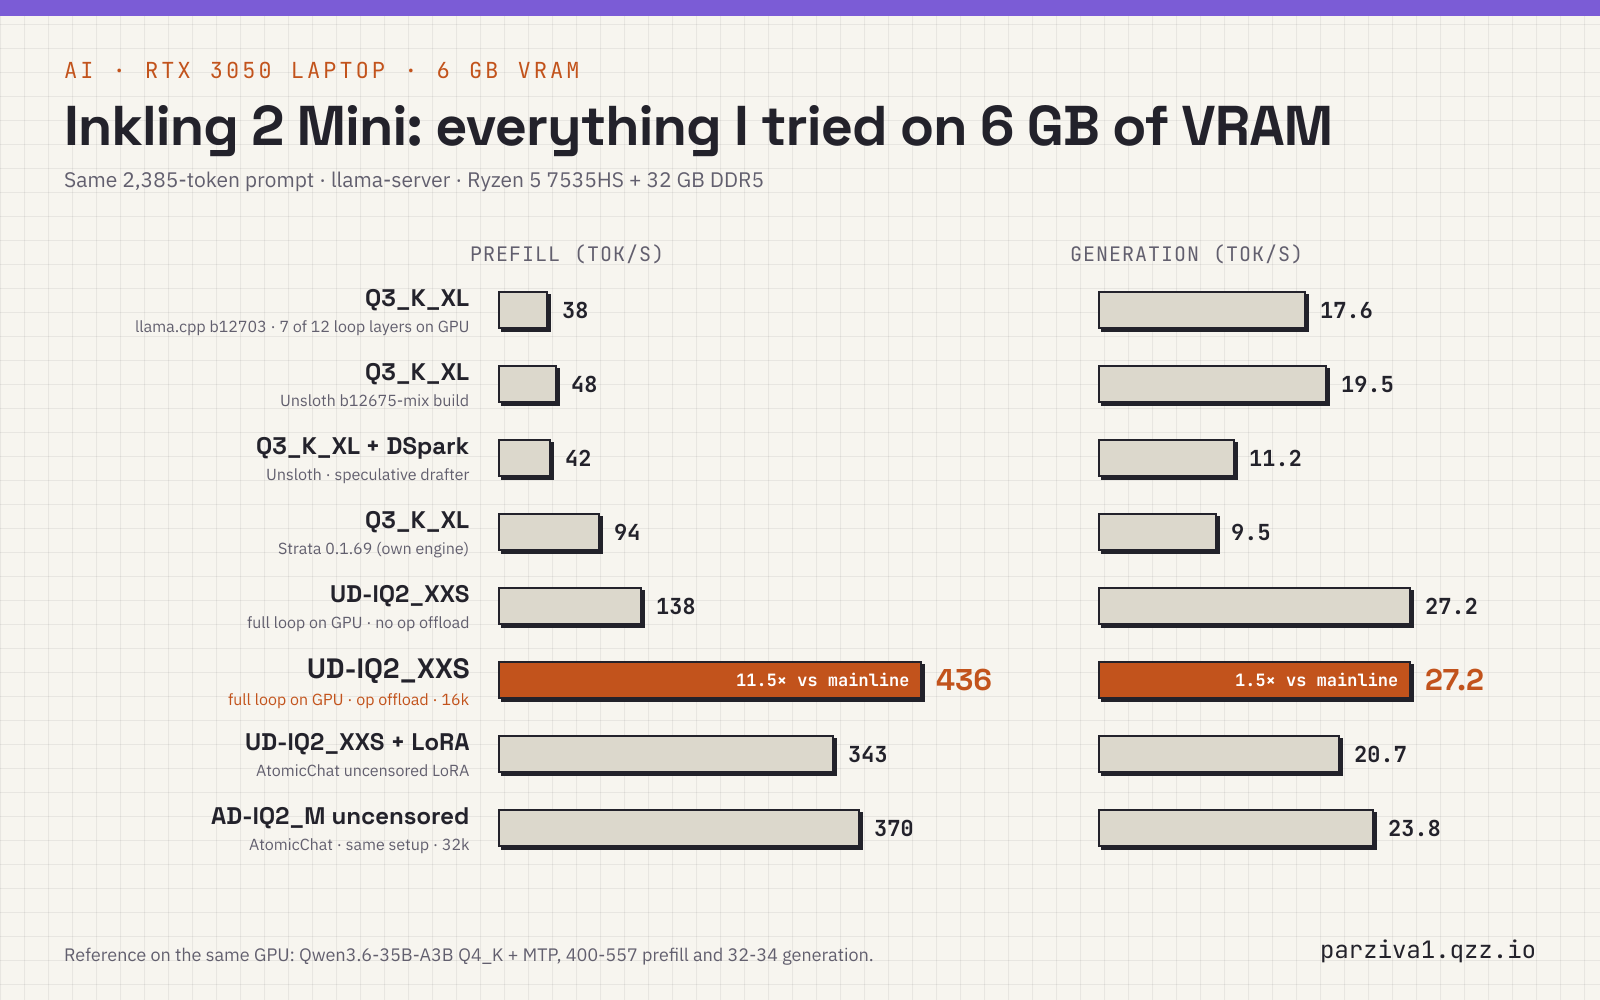 AI · RTX 3050 LAPTOP · 6 GB VRAM
Inkling 2 Mini: everything I tried on 6 GB of VRAM
Same 2,385-token prompt · llama-server · Ryzen 5 7535HS + 32 GB DDR5
PREFILL (TOK/S)
GENERATION (TOK/S)
Q3_K_XL
llama.cpp b12703 · 7 of 12 loop layers on GPU
38
17.6
Q3_K_XL
Unsloth b12675-mix build
48
19.5
Q3_K_XL + DSpark
Unsloth · speculative drafter
42
11.2
Q3_K_XL
Strata 0.1.69 (own engine)
94
9.5
UD-IQ2_XXS
full loop on GPU · no op offload
138
27.2
UD-IQ2_XXS
full loop on GPU · op offload · 16k
11.5× vs mainline
436
1.5× vs mainline
27.2
UD-IQ2_XXS + LoRA
AtomicChat uncensored LoRA
343
20.7
AD-IQ2_M uncensored
AtomicChat · same setup · 32k
370
23.8
Reference on the same GPU: Qwen3.6-35B-A3B Q4_K + MTP, 400-557 prefill and 32-34 generation.
parziva1.qzz.io